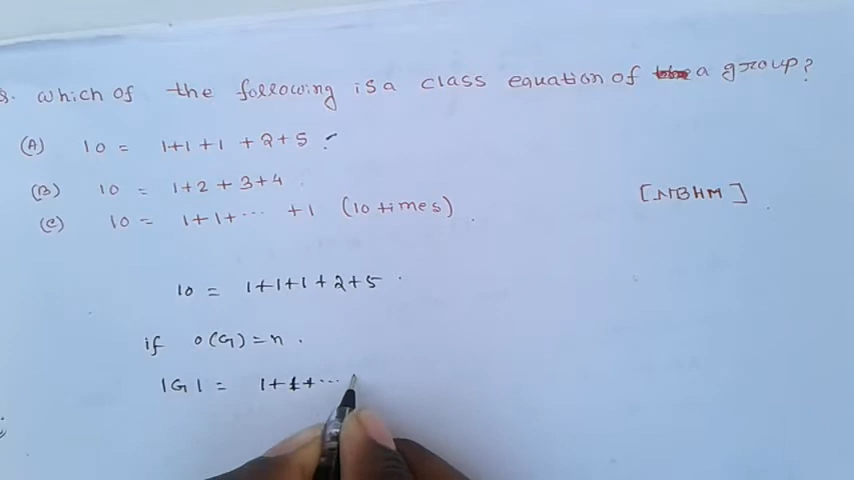 which of the following is a class equation of a group?
(A) 10 = 1+1+1+2+5
(B) 10 = 1+2+3+4
(C) 10 = 1+1+... +1 (10 times)
[NBHM]
10 = 1+1+1+2+5.
if o(G)=n.
|G| = 1+1+...